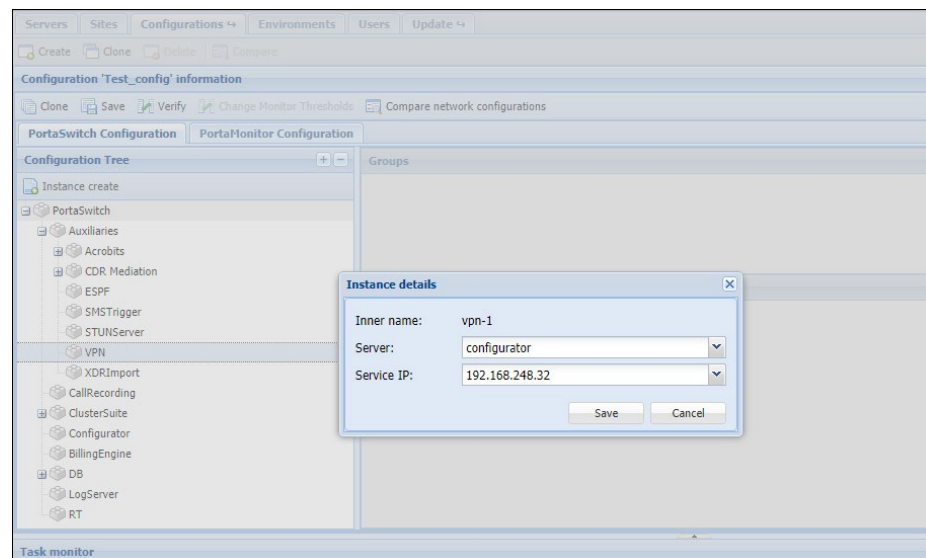 Servers Sites Configurations ↪ Environments Users Update ↪
Create Clone Delete Compare
Configuration 'Test_config' information
Clone Save Verify Change Monitor Thresholds Compare network configurations
PortaSwitch Configuration PortaMonitor Configuration
Configuration Tree Groups
Instance create
PortaSwitch
Auxiliaries
Acrobits
CDR Mediation
ESPF
SMSTrigger
STUNServer
VPN
XDRImport
CallRecording
ClusterSuite
Configurator
BillingEngine
DB
LogServer
RT
Instance details
Inner name: vpn-1
Server: configurator
Service IP: 192.168.248.32
Save Cancel
Task monitor